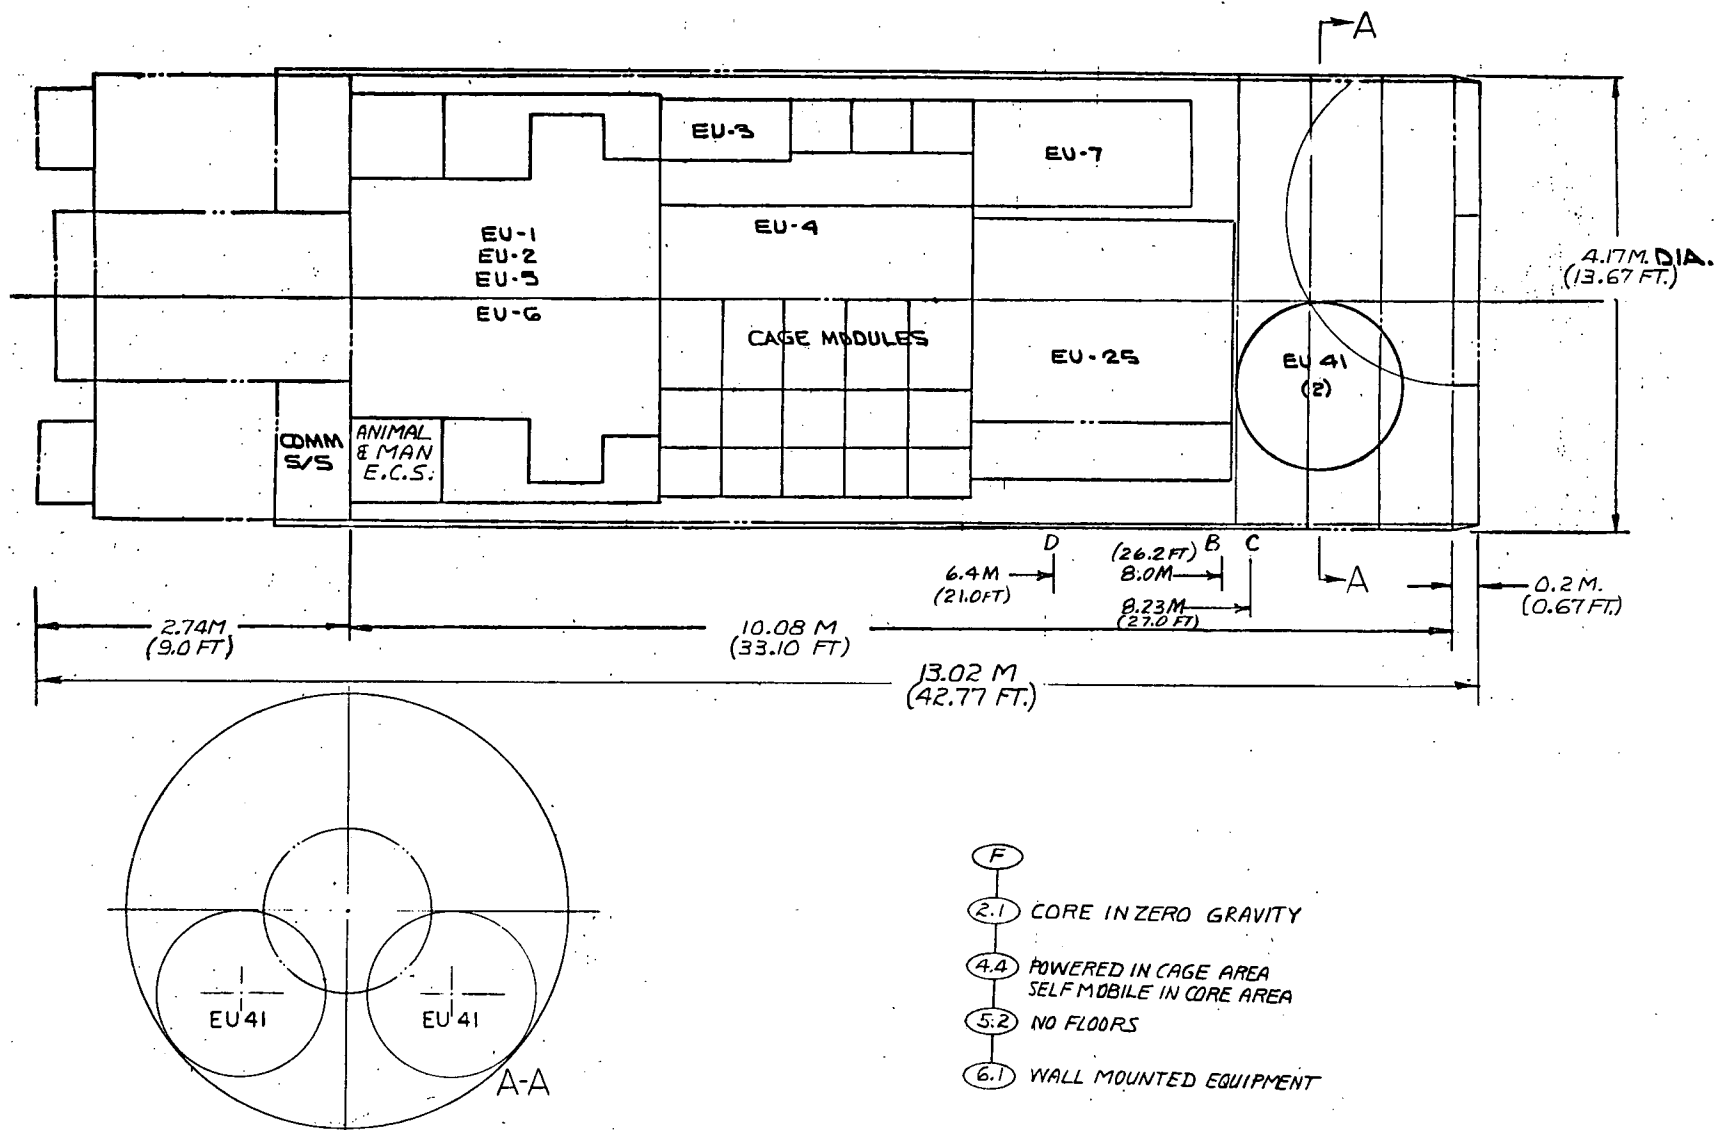 A
EU-3
EU-7
EU-1
EU-2
EU-5
EU-6
EU-4
4.17M. DIA.
(13.67 FT.)
CAGE MODULES
EU-25
EU 41
(2)
COMM
S/S
ANIMAL
& MAN
E.C.S.
D
(26.2 FT) B C
6.4 M
(21.0 FT)
8.0M
A
8.23M
(27.0 FT)
0.2 M.
(0.67 FT.)
2.74M
(9.0 FT)
10.08 M
(33.10 FT)
13.02 M
(42.77 FT.)
EU 41
EU 41
A-A
F
2.1 CORE IN ZERO GRAVITY
4.4 POWERED IN CAGE AREA
SELF MOBILE IN CORE AREA
5.2 NO FLOORS
6.1 WALL MOUNTED EQUIPMENT